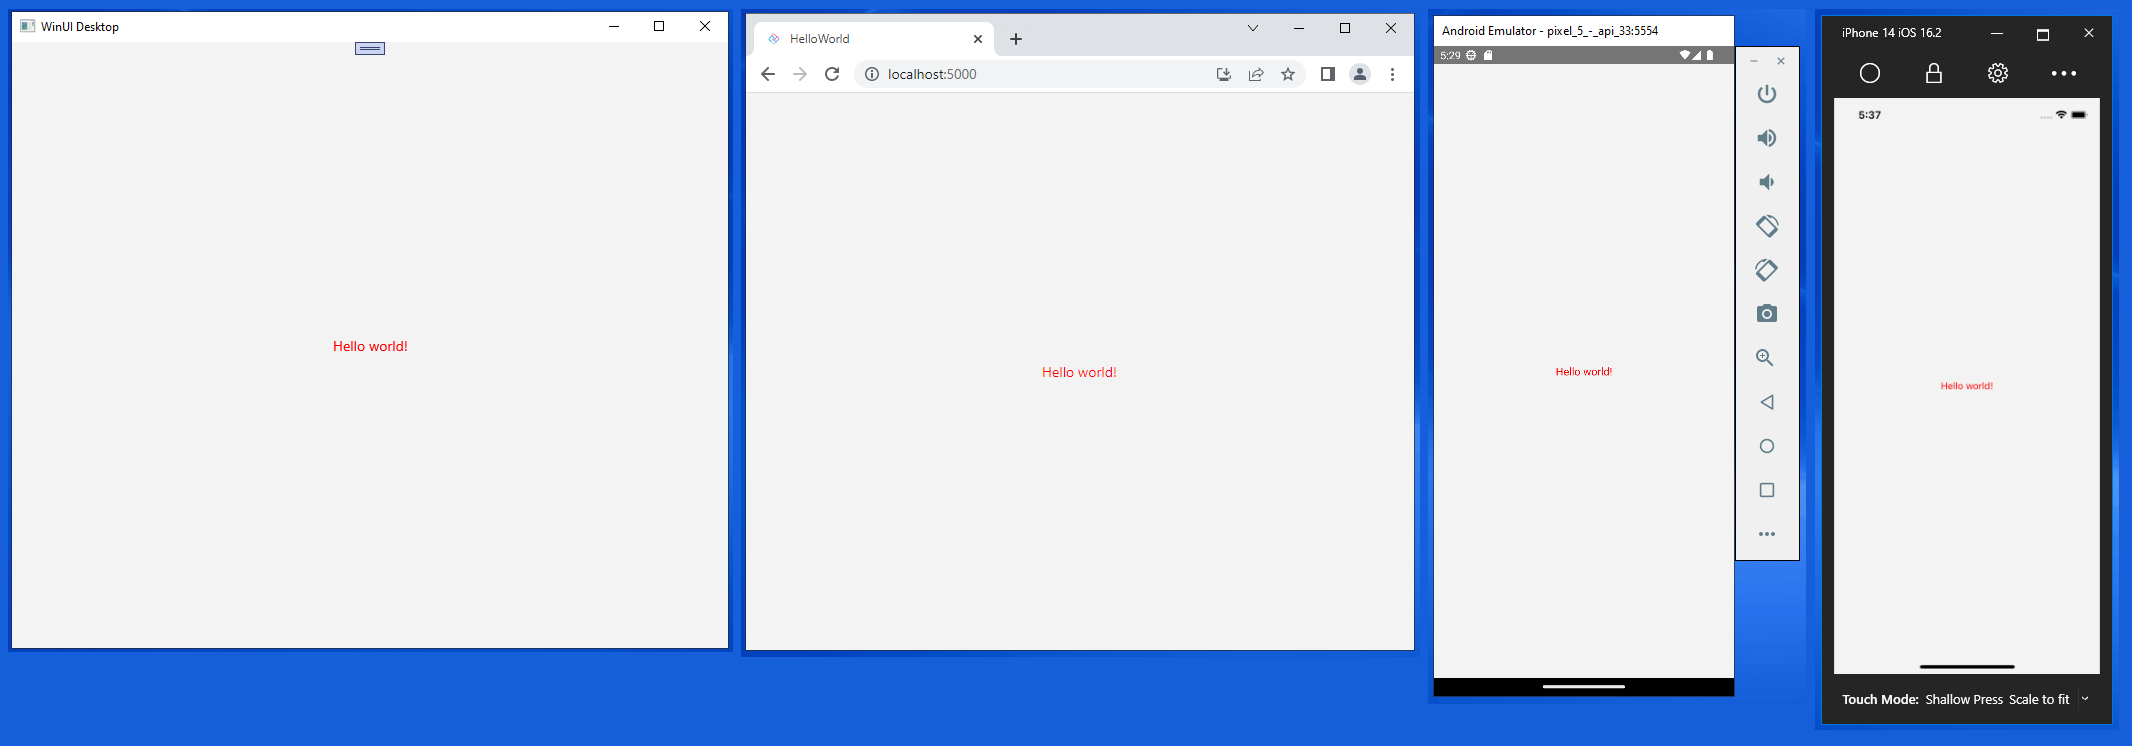 WinUI Desktop
Hello world!
HelloWorld
localhost:5000
Hello world!
Android Emulator - pixel_5_-_api_33:5554
5:29
Hello world!
iPhone 14 iOS 16.2
5:37
Hello world!
Touch Mode: Shallow Press Scale to fit